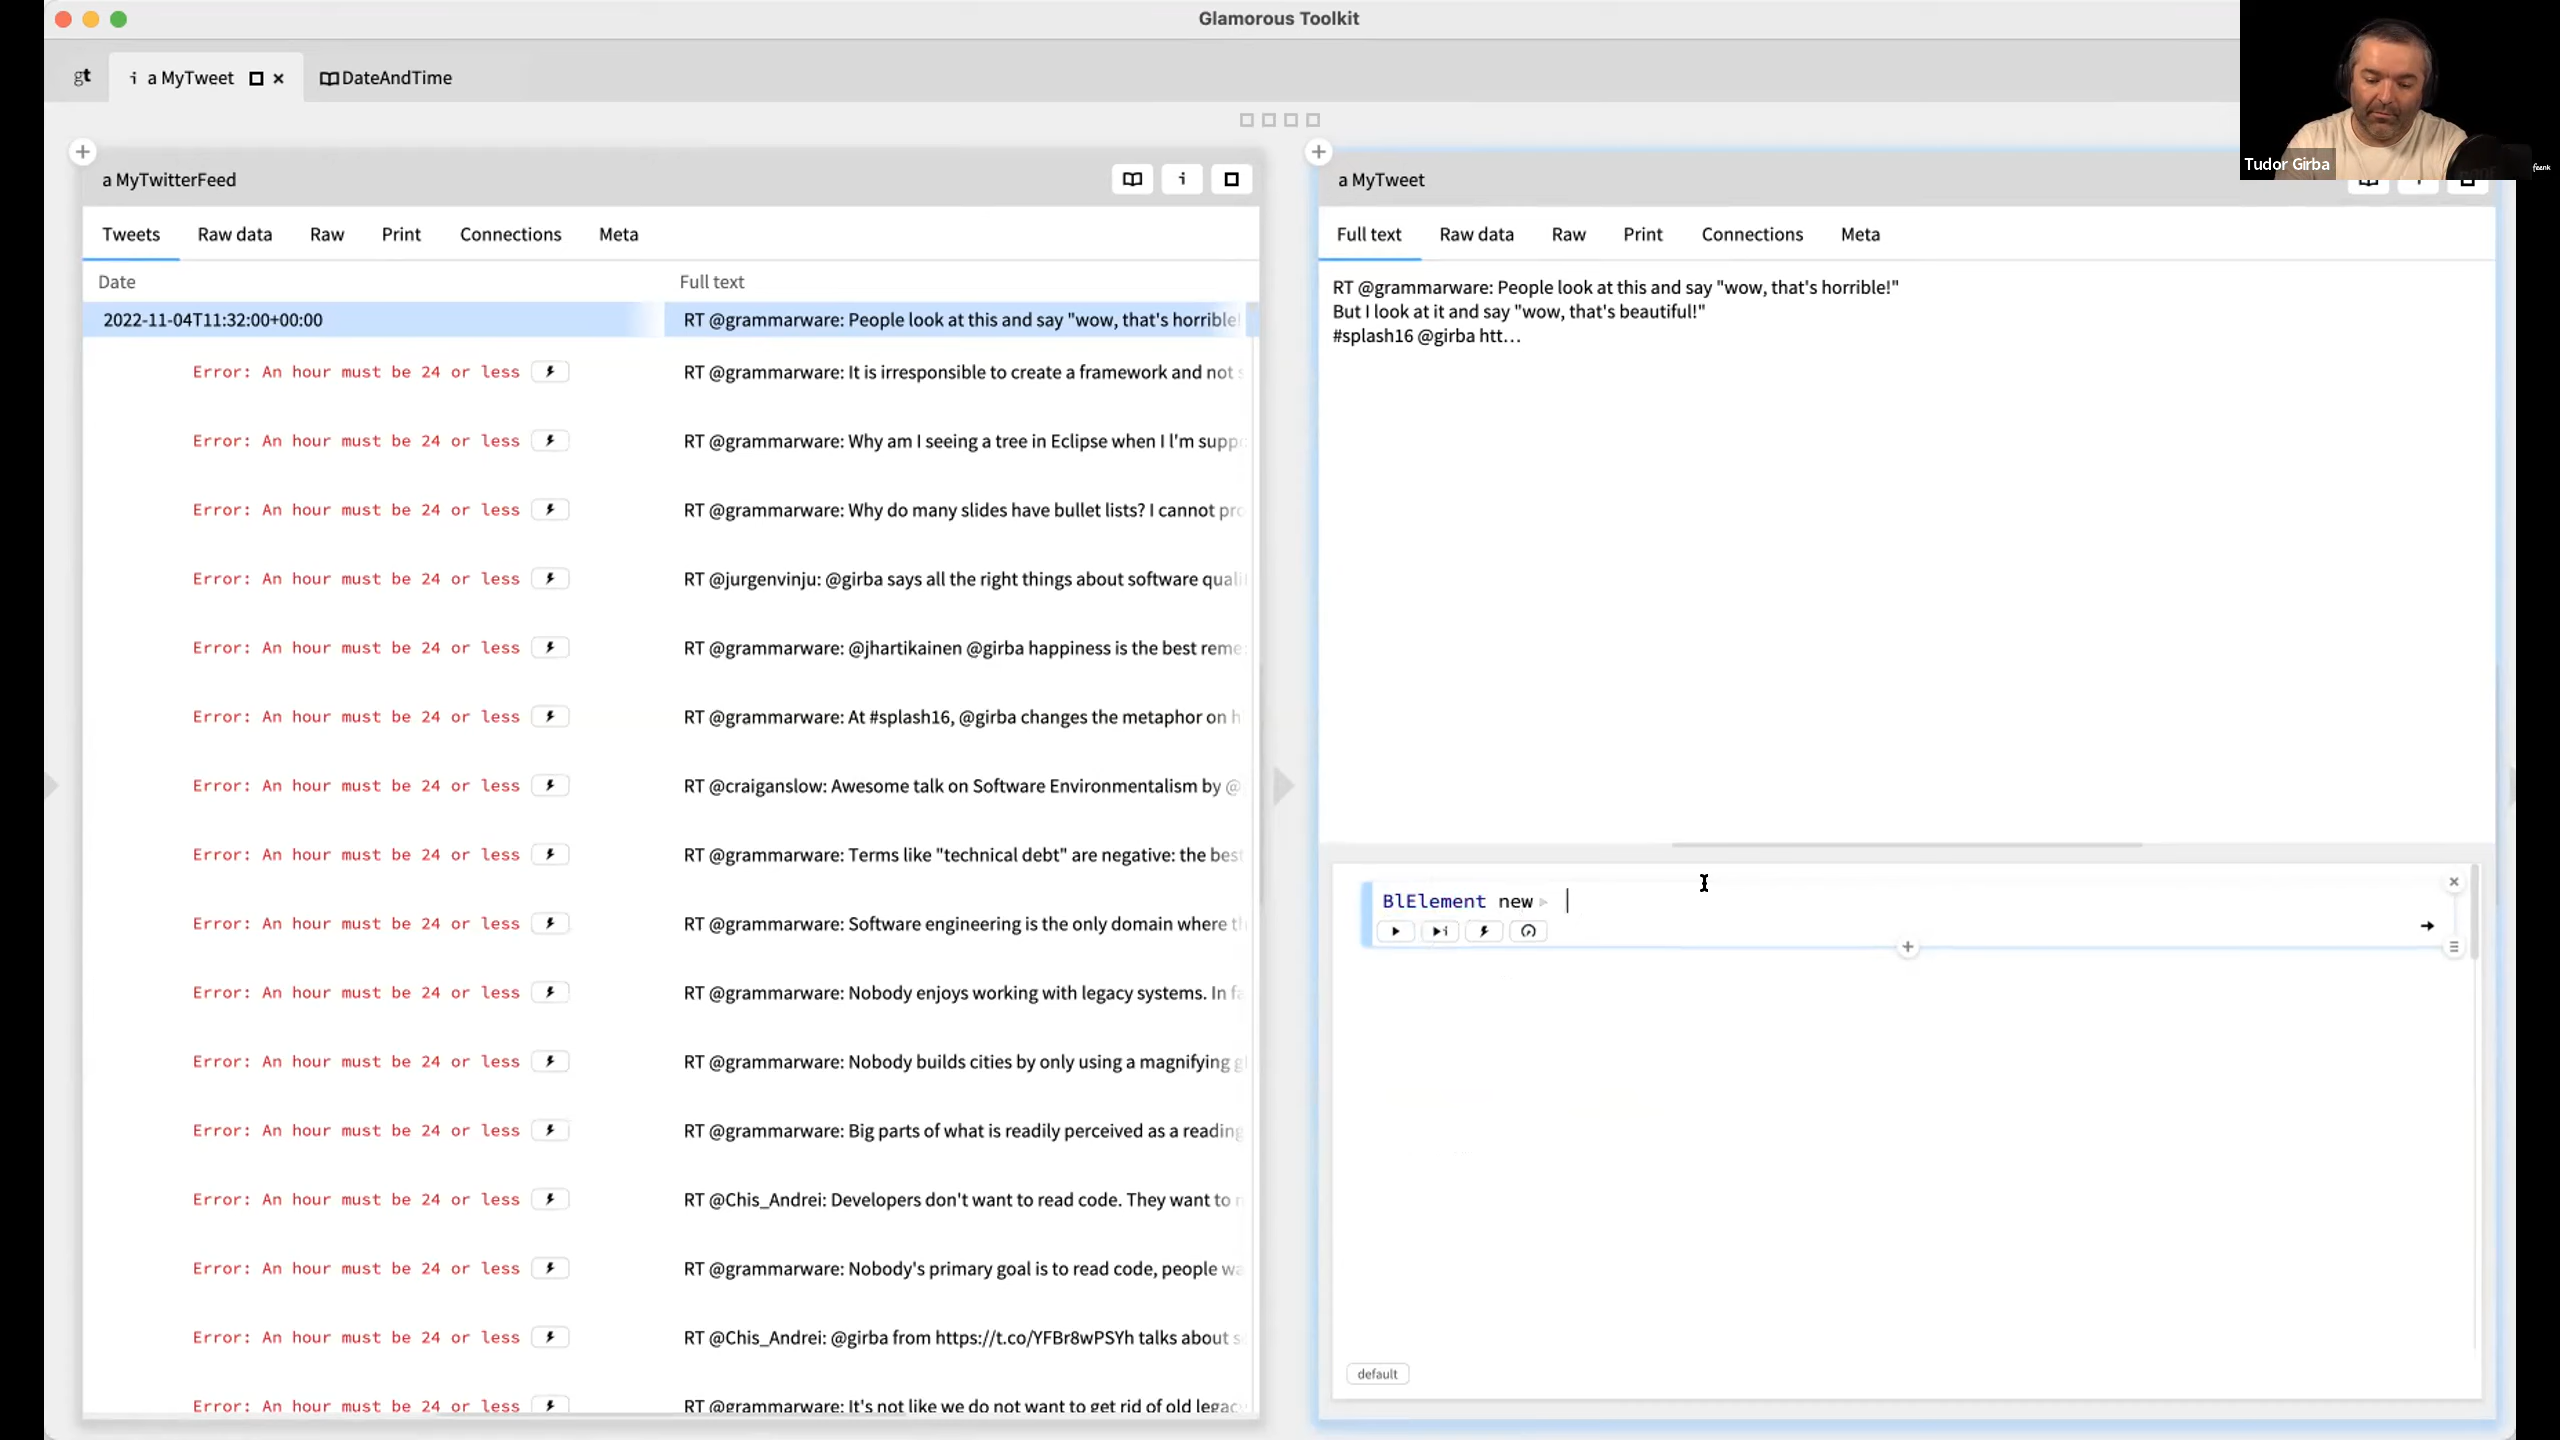 Glamorous Toolkit
gt
i a MyTweet
DateAndTime
Tudor Girba
feenk
a MyTwitterFeed
i
Tweets Raw data Raw Print Connections Meta
Date Full text
2022-11-04T11:32:00+00:00 RT @grammarware: People look at this and say "wow, that's horrible!
Error: An hour must be 24 or less RT @grammarware: It is irresponsible to create a framework and not s
Error: An hour must be 24 or less RT @grammarware: Why am I seeing a tree in Eclipse when I I'm suppo
Error: An hour must be 24 or less RT @grammarware: Why do many slides have bullet lists? I cannot pro
Error: An hour must be 24 or less RT @jurgenvinju: @girba says all the right things about software quali
Error: An hour must be 24 or less RT @grammarware: @jhartikainen @girba happiness is the best reme
Error: An hour must be 24 or less RT @grammarware: At #splash16, @girba changes the metaphor on h
Error: An hour must be 24 or less RT @craiganslow: Awesome talk on Software Environmentalism by @
Error: An hour must be 24 or less RT @grammarware: Terms like "technical debt" are negative: the best
Error: An hour must be 24 or less RT @grammarware: Software engineering is the only domain where th
Error: An hour must be 24 or less RT @grammarware: Nobody enjoys working with legacy systems. In fa
Error: An hour must be 24 or less RT @grammarware: Nobody builds cities by only using a magnifying gl
Error: An hour must be 24 or less RT @grammarware: Big parts of what is readily perceived as a reading
Error: An hour must be 24 or less RT @Chis_Andrei: Developers don't want to read code. They want to
Error: An hour must be 24 or less RT @grammarware: Nobody's primary goal is to read code, people wa
Error: An hour must be 24 or less RT @Chis_Andrei: @girba from https://t.co/YFBr8wPSYh talks about s
Error: An hour must be 24 or less RT @grammarware: It's not like we do not want to get rid of old legac
a MyTweet
Full text Raw data Raw Print Connections Meta
RT @grammarware: People look at this and say "wow, that's horrible!"
But I look at it and say "wow, that's beautiful!"
#splash16 @girba htt…
BlElement new
i
default